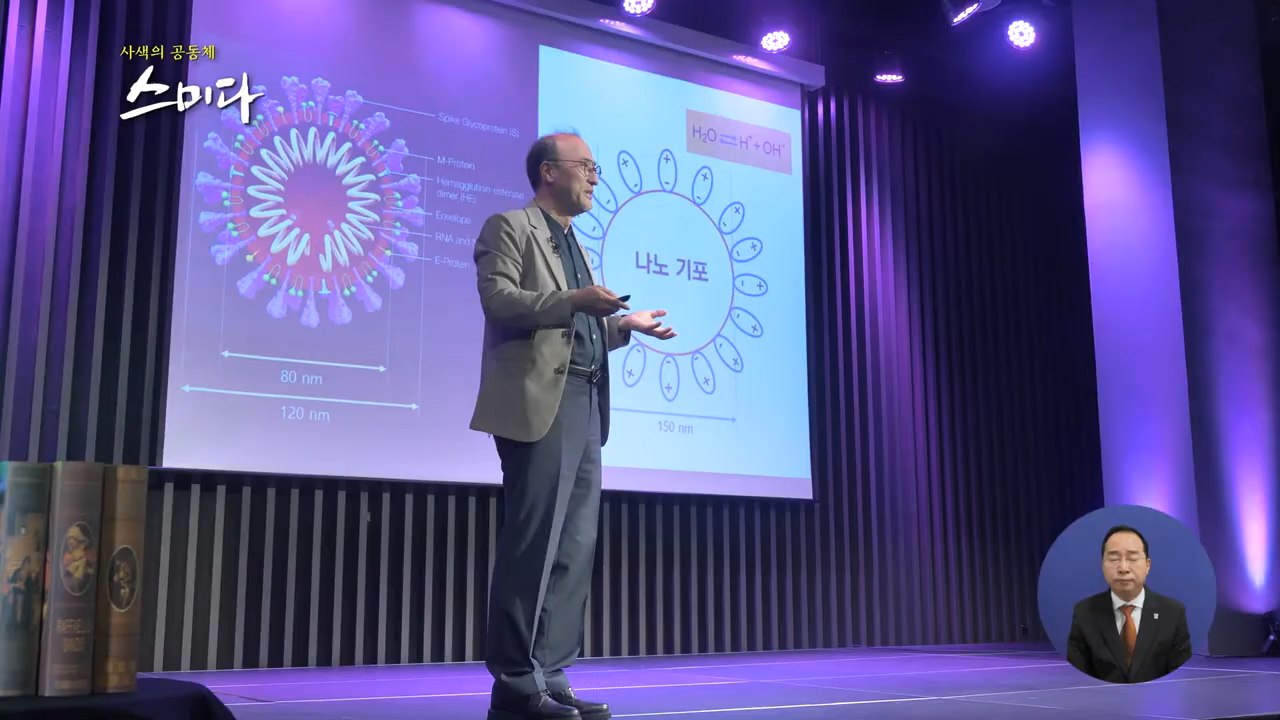 사색의 공동체
스미다
Spike Glycoprotein (S)
M-Protein
Hemagglutinin-esterase
dimer (HE)
Envelope
RNA and
E-Protein
80 nm
120 nm
H₂O H⁺ + OH⁻
나노 기포
150 nm